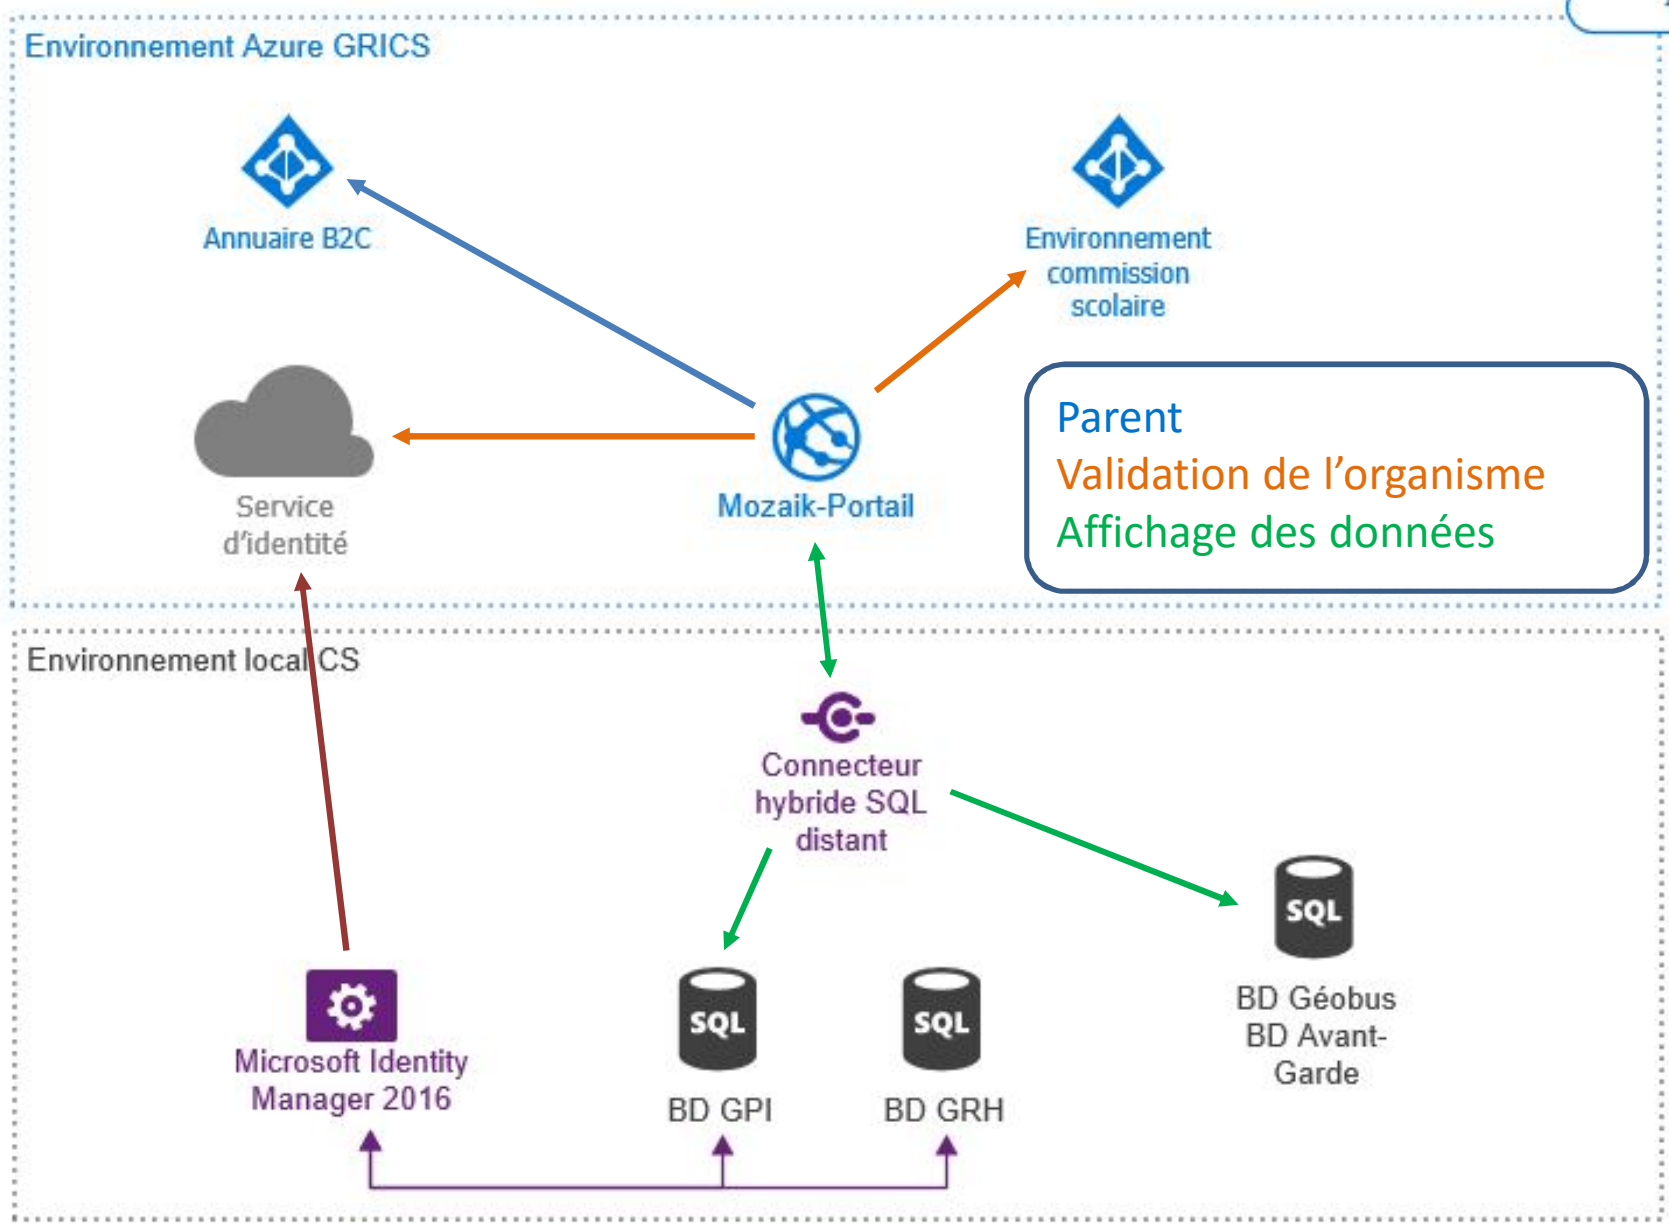 Environnement Azure GRICS
Annuaire B2C
Environnement
commission
scolaire
Service
d'identité
Mozaik-Portail
Parent
Validation de l'organisme
Affichage des données
Environnement local CS
Connecteur
hybride SQL
distant
SQL
BD Géobus
BD Avant-
Garde
Microsoft Identity
Manager 2016
SQL
BD GPI
SQL
BD GRH